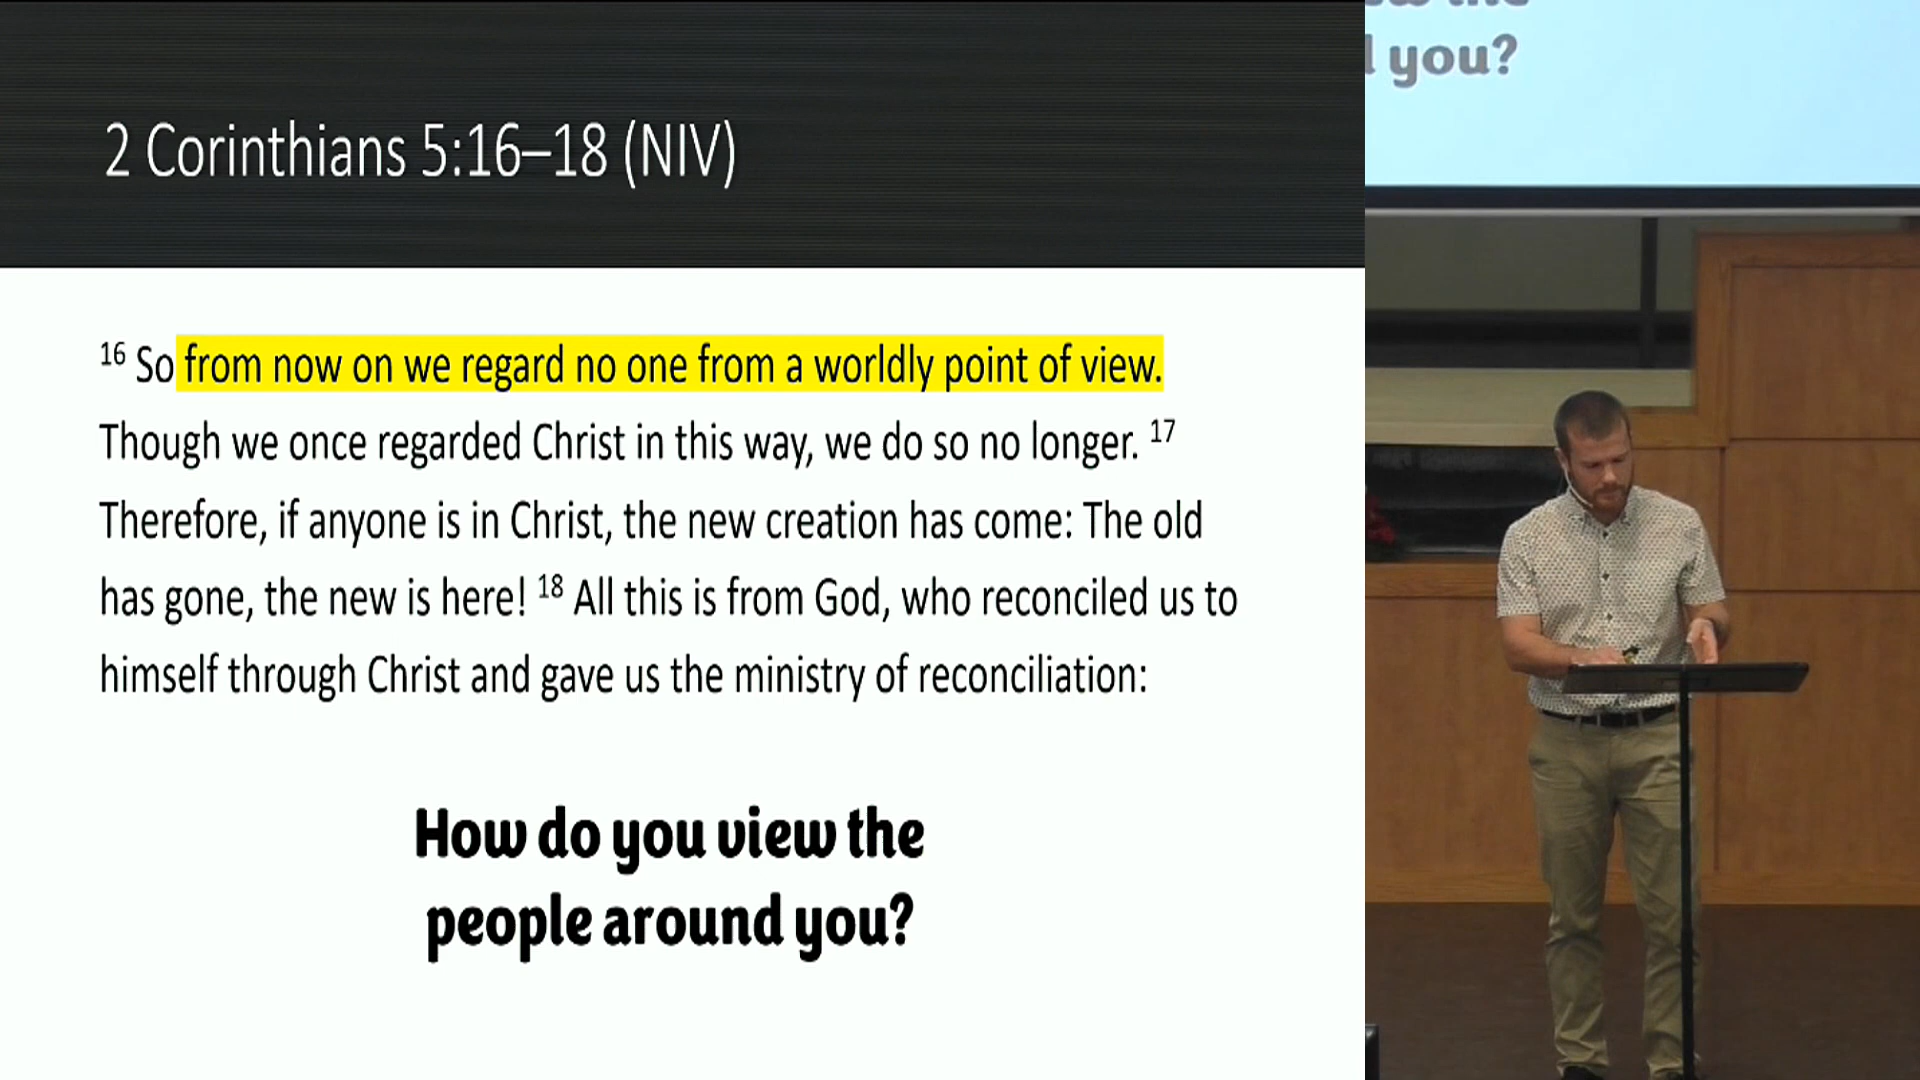 2 Corinthians 5:16–18 (NIV)
16 So from now on we regard no one from a worldly point of view.
Though we once regarded Christ in this way, we do so no longer. 17
Therefore, if anyone is in Christ, the new creation has come: The old
has gone, the new is here! 18 All this is from God, who reconciled us to
himself through Christ and gave us the ministry of reconciliation:
How do you view the
people around you?
the
you?